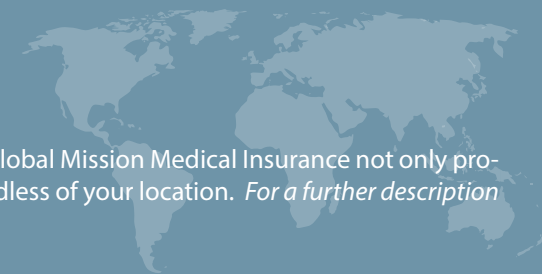 lobal Mission Medical Insurance not only pro-
dless of your location. For a further description